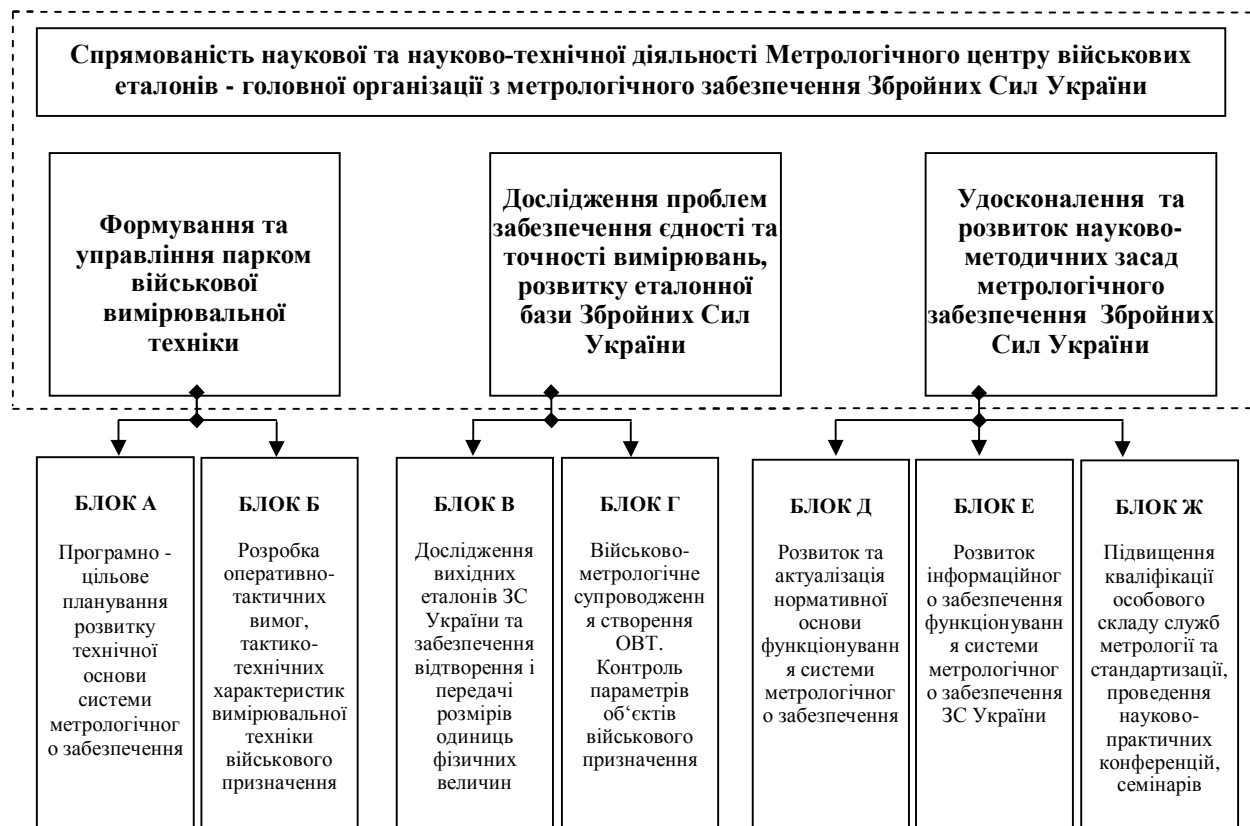 Спрямованість наукової та науково-технічної діяльності Метрологічного центру військових
еталонів - головної організації з метрологічного забезпечення Збройних Сил України
Формування та
управління парком
військової
вимірювальної
техніки
Дослідження проблем
забезпечення єдності та
точності вимірювань,
розвитку еталонної
бази Збройних Сил
України
Удосконалення та
розвиток науково-
методичних засад
метрологічного
забезпечення Збройних
Сил України
БЛОК А
Програмно -
цільове
планування
розвитку
технічної
основи
системи
метрологічног
о забезпечення
БЛОК Б
Розробка
оперативно-
тактичних
вимог,
тактико-
технічних
характеристик
вимірювальної
техніки
військового
призначення
БЛОК В
Дослідження
вихідних
еталонів ЗС
України та
забезпечення
відтворення і
передачі
розмірів
одиниць
фізичних
величин
БЛОК Г
Військово-
метрологічне
супроводженн
я створення
ОВТ.
Контроль
параметрів
об‘єктів
військового
призначення
БЛОК Д
Розвиток та
актуалізація
нормативної
основи
функціонуванн
я системи
метрологічног
о забезпечення
БЛОК Е
Розвиток
інформаційног
о забезпечення
функціонуванн
я системи
метрологічног
о забезпечення
ЗС України
БЛОК Ж
Підвищення
кваліфікації
особового
складу служб
метрології та
стандартизації,
проведення
науково-
практичних
конференцій,
семінарів